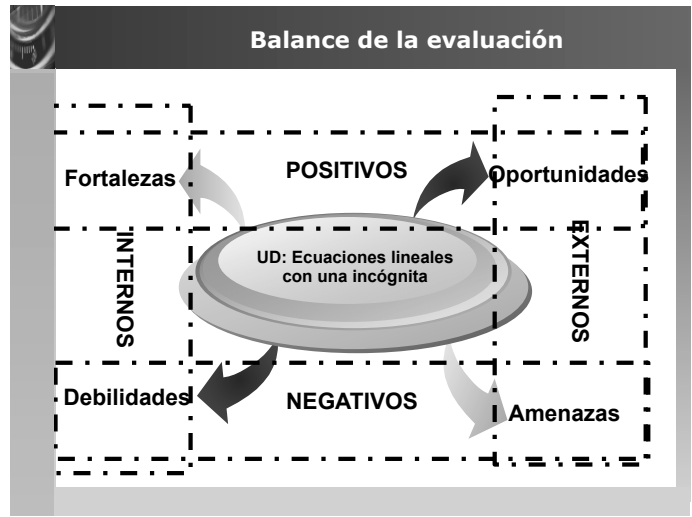 Balance de la evaluación
POSITIVOS
Fortalezas
Oportunidades
INTERNOS
UD: Ecuaciones lineales
con una incógnita
EXTERNOS
Debilidades
NEGATIVOS
Amenazas